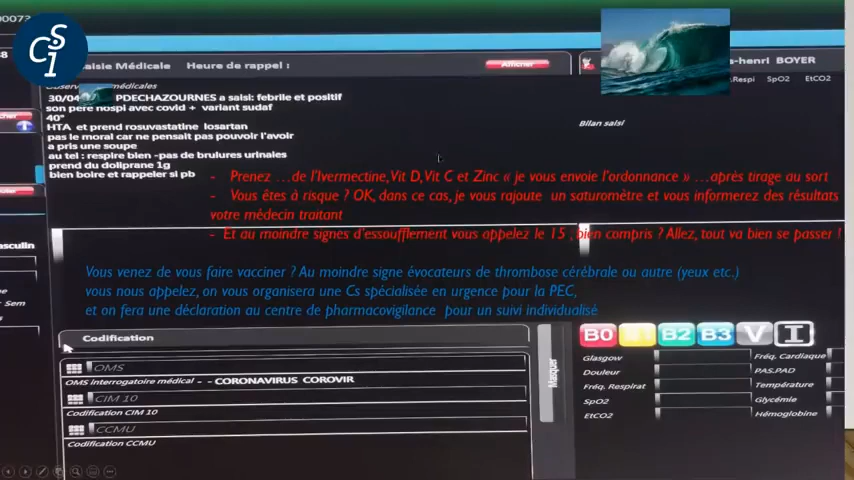 00073
CSI
8
Saisie Médicale Heure de rappel : Afficher -henri BOYER
Observations médicales
Respi SpO2 EtCO2
30/04 PDECHAZOURNES a saisi: febrile et positif
son père hospi avec covid + variant sudaf
40°
HTA et prend rosuvastatine losartan
Bilan saisi
pas le moral car ne pensait pas pouvoir l'avoir
a pris une soupe
au tel : respire bien -pas de brulures urinales
prend du doliprane 1g
bien boire et rappeler si pb
- Prenez …de l'Ivermectine, Vit D, Vit C et Zinc « je vous envoie l'ordonnance » …après tirage au sort
- Vous êtes à risque ? OK, dans ce cas, je vous rajoute un saturomètre et vous informerez des résultats
votre médecin traitant
- Et au moindre signes d'essoufflement vous appelez le 15 , bien compris ? Allez, tout va bien se passer !
Vous venez de vous faire vacciner ? Au moindre signe évocateurs de thrombose cérébrale ou autre (yeux etc.)
vous nous appelez, on vous organisera une Cs spécialisée en urgence pour la PEC,
et on fera une déclaration au centre de pharmacovigilance pour un suivi individualisé
asculin
er Sem
Codification
B0 B1 B2 B3 V I
OMS
OMS interrogatoire médical - - CORONAVIRUS COROVIR
CIM 10
Codification CIM 10
CCMU
Codification CCMU
Masquer
Glasgow Fréq. Cardiaque
Douleur PAS.PAD
Fréq. Respirat Température
SpO2 Glycémie
EtCO2 Hémoglobine